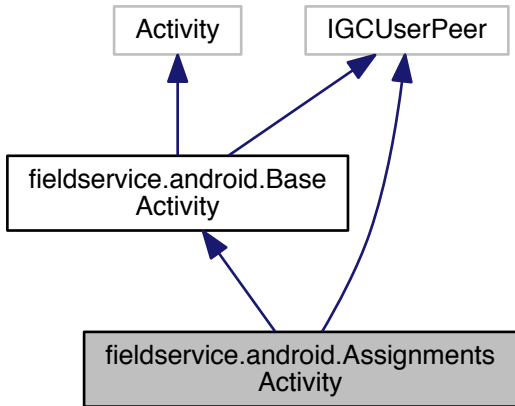 Activity
IGCUserPeer
fieldservice.android.Base
Activity
fieldservice.android.Assignments
Activity